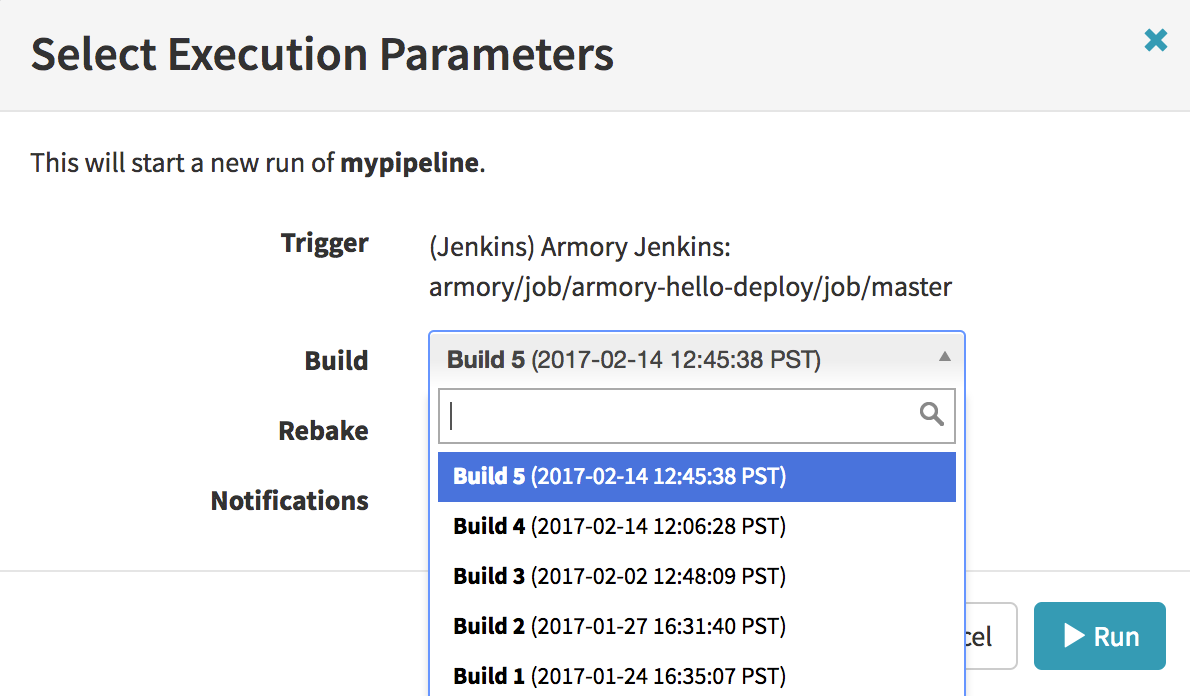 Select Execution Parameters
This will start a new run of mypipeline.
Trigger
(Jenkins) Armory Jenkins:
armory/job/armory-hello-deploy/job/master
Build
Build 5 (2017-02-14 12:45:38 PST)
Rebake
Notifications
Build 5 (2017-02-14 12:45:38 PST)
Build 4 (2017-02-14 12:06:28 PST)
Build 3 (2017-02-02 12:48:09 PST)
Build 2 (2017-01-27 16:31:40 PST)
Build 1 (2017-01-24 16:35:07 PST)
cel
Run